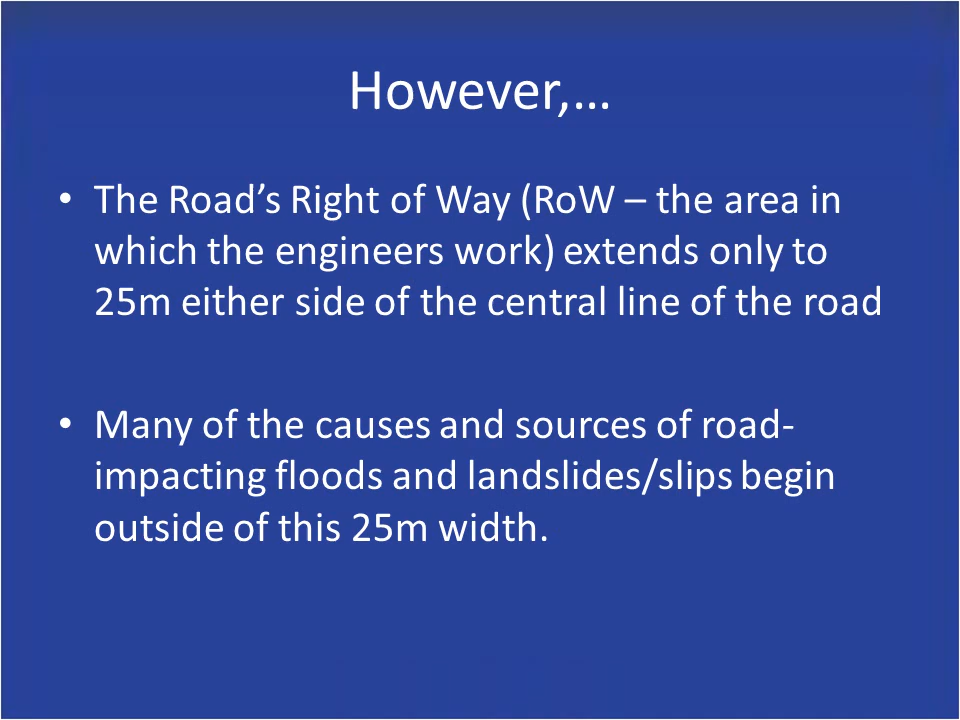 However,…
• The Road’s Right of Way (RoW – the area in
which the engineers work) extends only to
25m either side of the central line of the road
• Many of the causes and sources of road-
impacting floods and landslides/slips begin
outside of this 25m width.